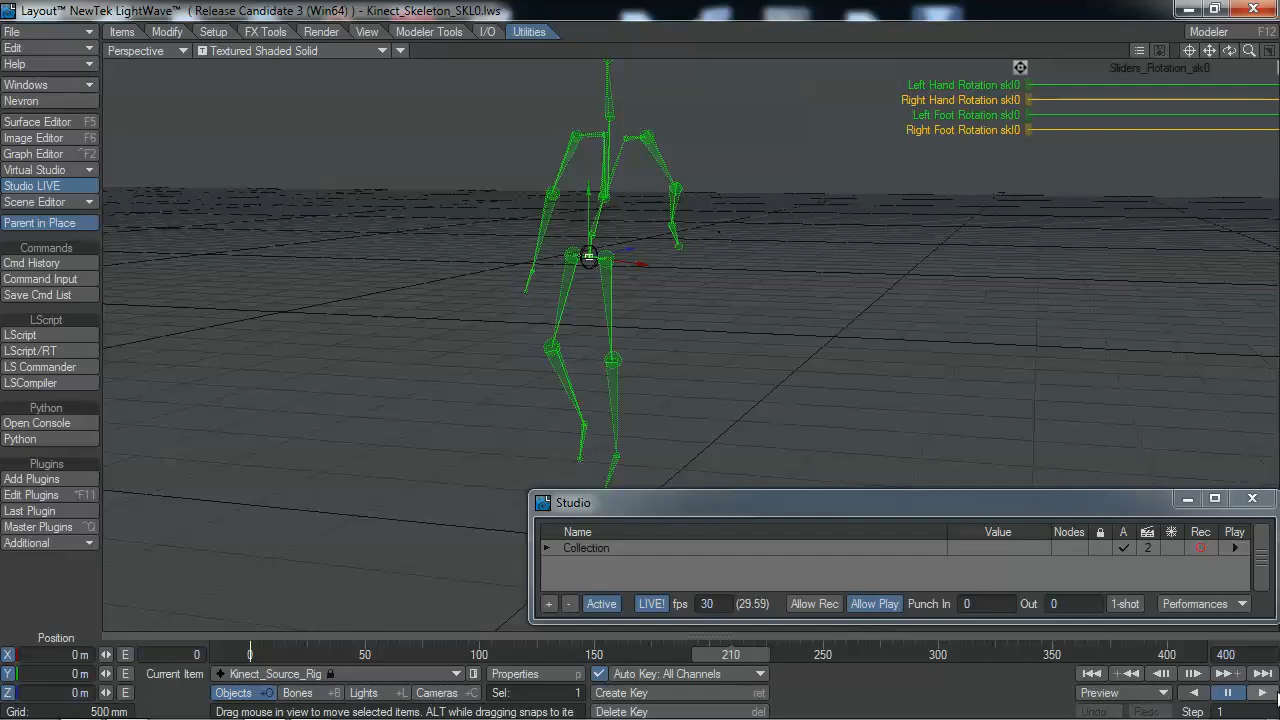 Layout™ NewTek LightWave™ ( Release Candidate 3 (Win64) ) - Kinect_Skeleton_SKL0.lws
File Items Modify Setup FX Tools Render View Modeler Tools I/O Utilities Modeler F12
Edit Perspective Textured Shaded Solid
Help
Windows
Nevron
Surface Editor F5
Image Editor F6
Graph Editor ^F2
Virtual Studio
Studio LIVE
Scene Editor
Parent in Place
Commands
Cmd History
Command Input
Save Cmd List
LScript
LScript
LScript/RT
LS Commander
LSCompiler
Python
Open Console
Python
Plugins
Add Plugins
Edit Plugins ^F11
Last Plugin
Master Plugins ^Q
Additional
Sliders_Rotation_skl0
Left Hand Rotation skl0
Right Hand Rotation skl0
Left Foot Rotation skl0
Right Foot Rotation skl0
Studio
Name Value Nodes A Rec Play
Collection 2
+ - Active LIVE! fps 30 (29.59) Allow Rec Allow Play Punch In 0 Out 0 1-shot Performances
Position
X 0 m E 0 0 50 100 150 210 250 300 350 400
Y 0 m E Current Item Kinect_Source_Rig Properties p Auto Key: All Channels
Z 0 m E Objects +O Bones +B Lights +L Cameras +C Sel: 1 Create Key ret Preview
Grid: 500 mm Drag mouse in view to move selected items. ALT while dragging snaps to ite Delete Key del Undo Redo Step 1